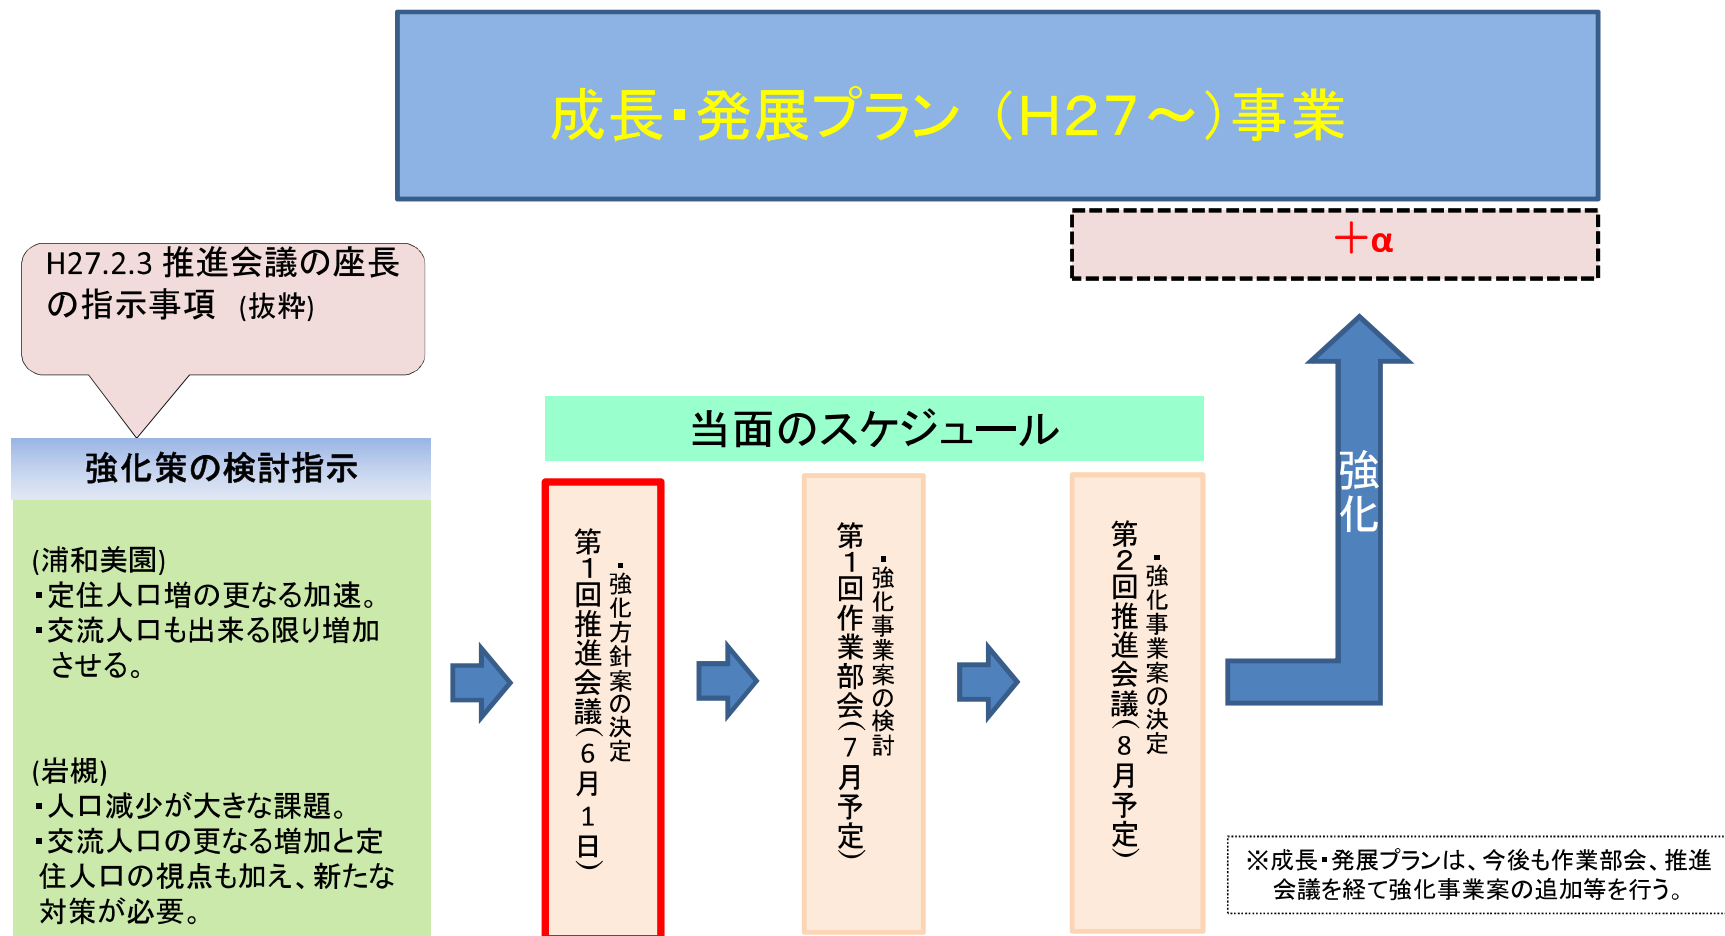 成長・発展プラン（H27～）事業
＋α
H27.2.3 推進会議の座長
の指示事項 (抜粋)
強化策の検討指示
(浦和美園)
・定住人口増の更なる加速。
・交流人口も出来る限り増加
させる。
(岩槻)
・人口減少が大きな課題。
・交流人口の更なる増加と定
住人口の視点も加え、新たな
対策が必要。
当面のスケジュール
・強化方針案の決定
第１回推進会議(6月1日)
・強化事業案の検討
第１回作業部会(7月予定)
・強化事業案の決定
第２回推進会議(8月予定)
強化
※成長・発展プランは、今後も作業部会、推進
会議を経て強化事業案の追加等を行う。